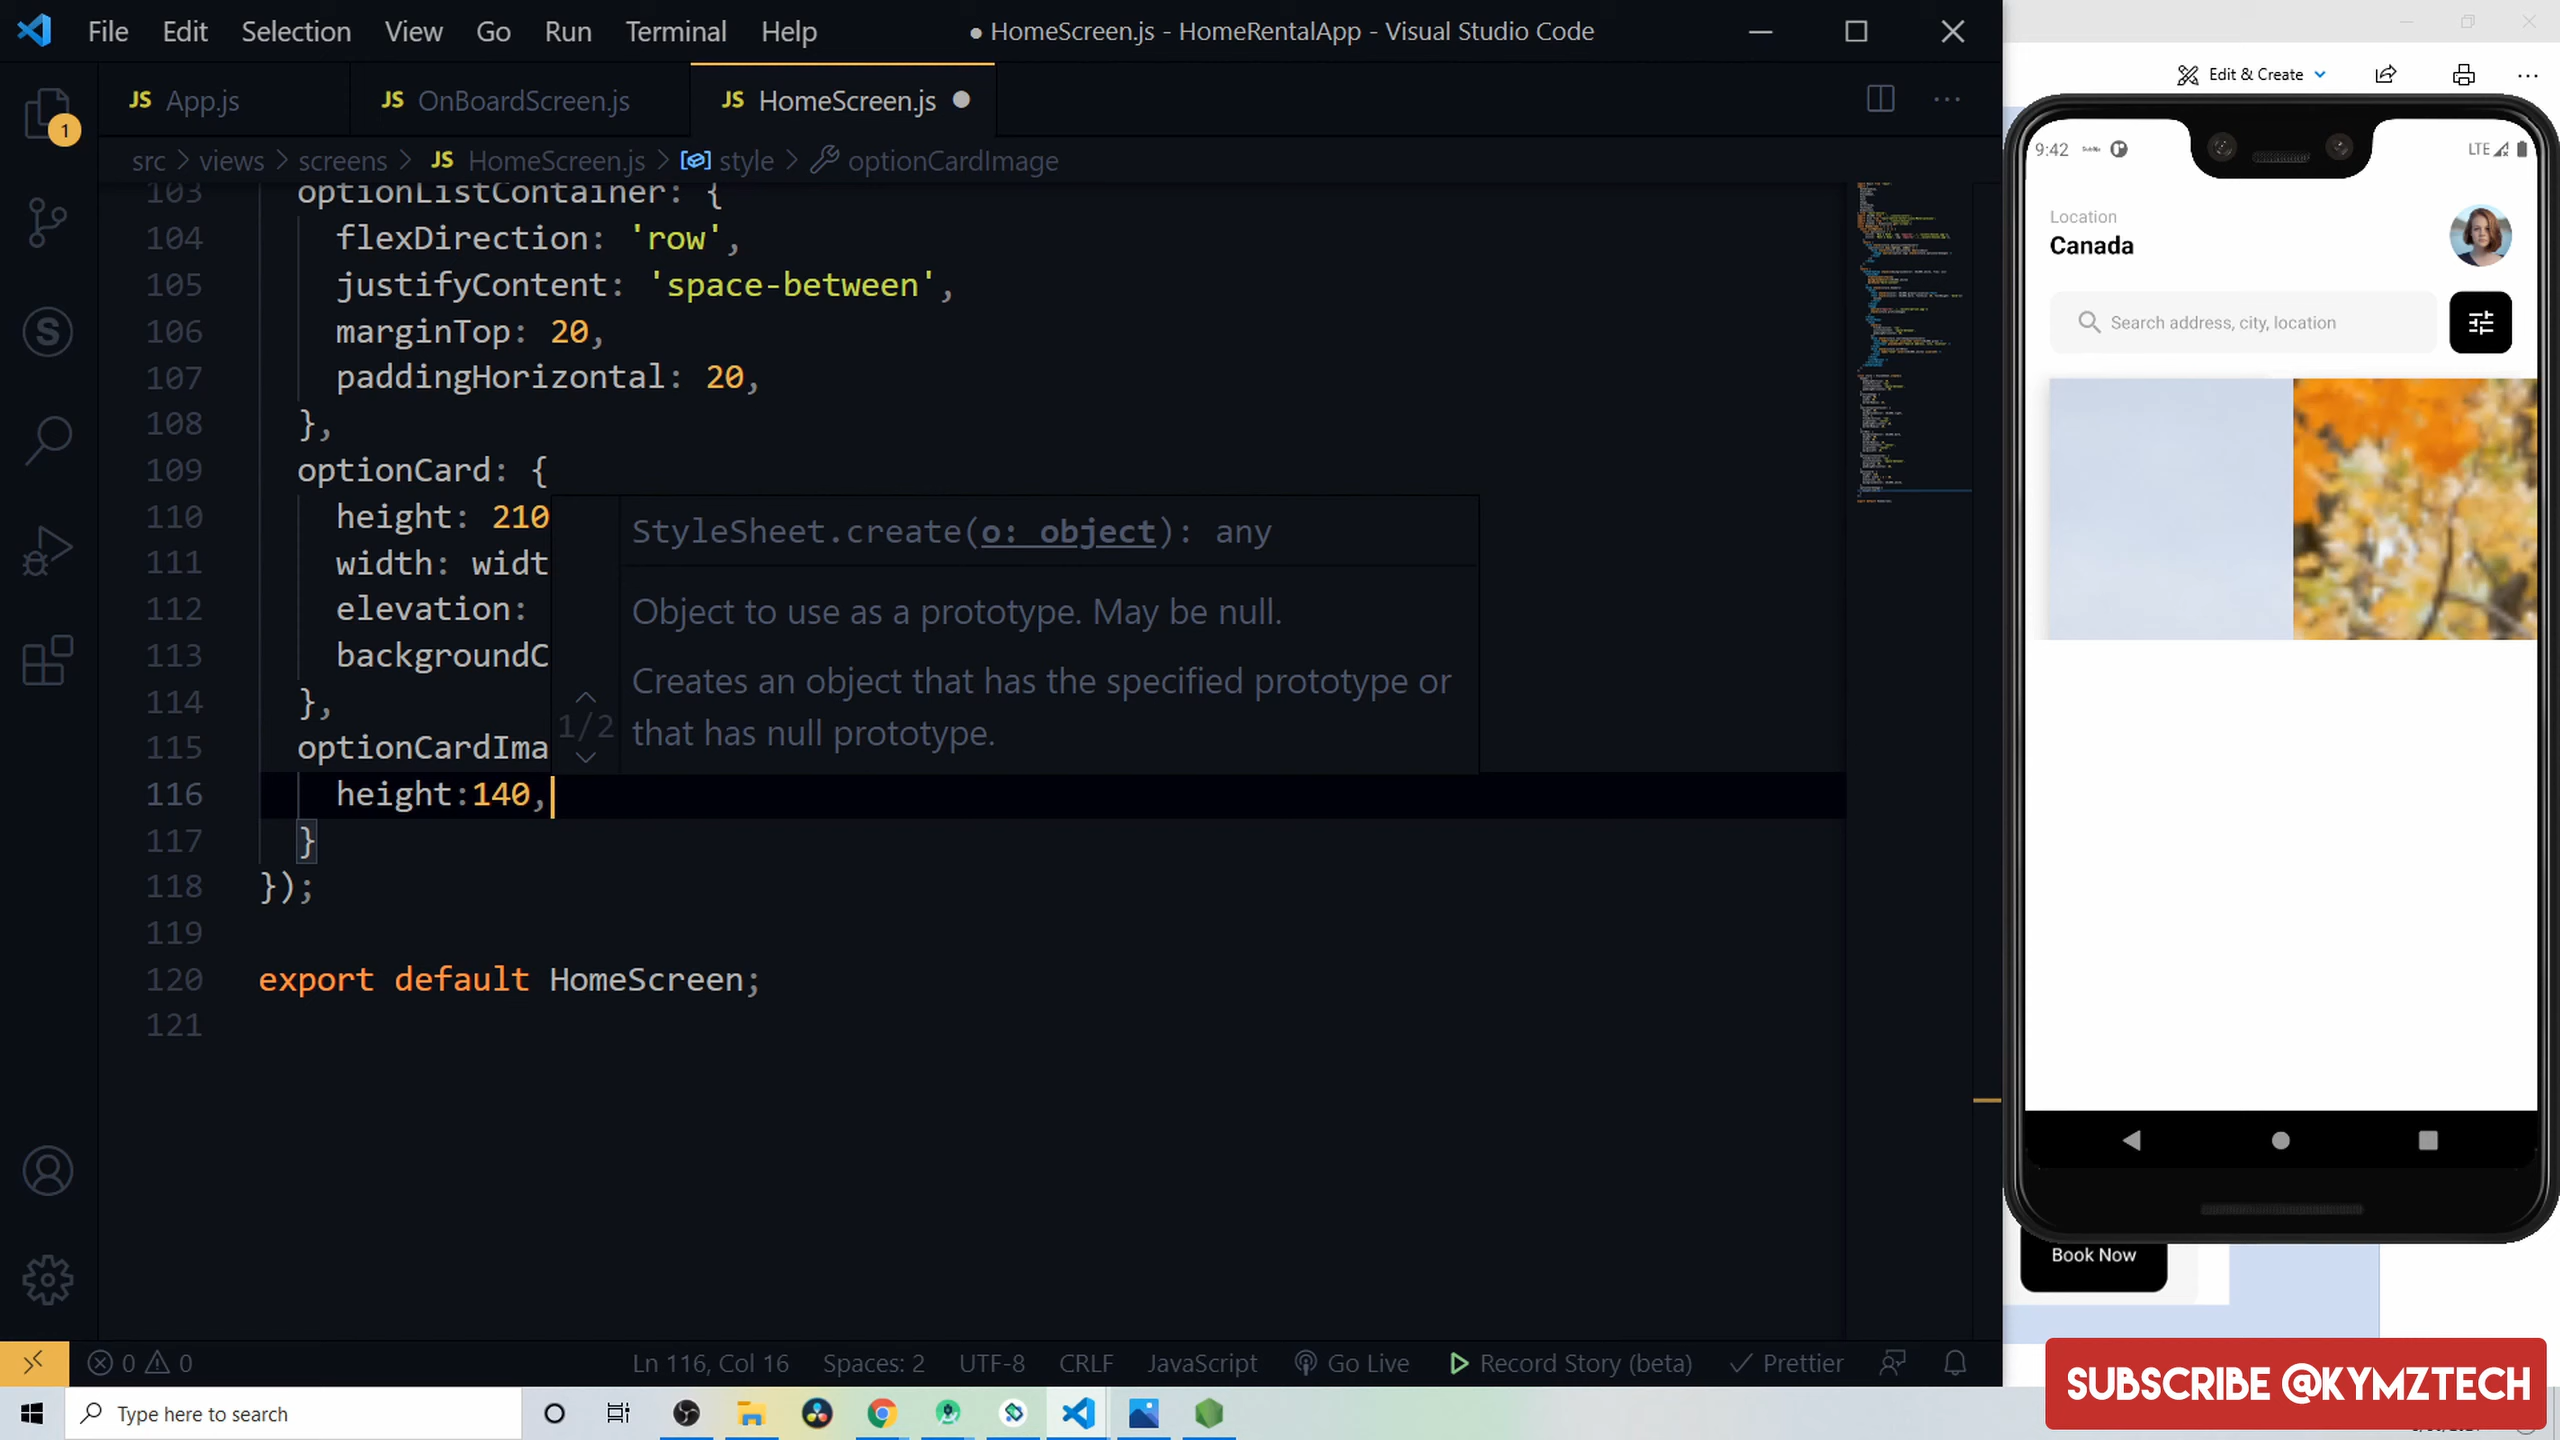 File Edit Selection View Go Run Terminal Help ● HomeScreen.js - HomeRentalApp - Visual Studio Code
JS App.js JS OnBoardScreen.js JS HomeScreen.js
1
src > views > screens > JS HomeScreen.js > style > optionCardImage
103 optionListContainer: {
104 flexDirection: 'row',
105 justifyContent: 'space-between',
106 marginTop: 20,
107 paddingHorizontal: 20,
108 },
109 optionCard: {
110 height: 210
111 width: widt
112 elevation:
113 backgroundC
114 },
115 optionCardIma
116 height:140,
117 }
118 });
119
120 export default HomeScreen;
121
StyleSheet.create(o: object): any
Object to use as a prototype. May be null.
Creates an object that has the specified prototype or
that has null prototype.
1/2
0 0 Ln 116, Col 16 Spaces: 2 UTF-8 CRLF JavaScript Go Live Record Story (beta) Prettier
Type here to search
Edit & Create
9:42 LTE
Location
Canada
Search address, city, location
Book Now
SUBSCRIBE @KYMZTECH